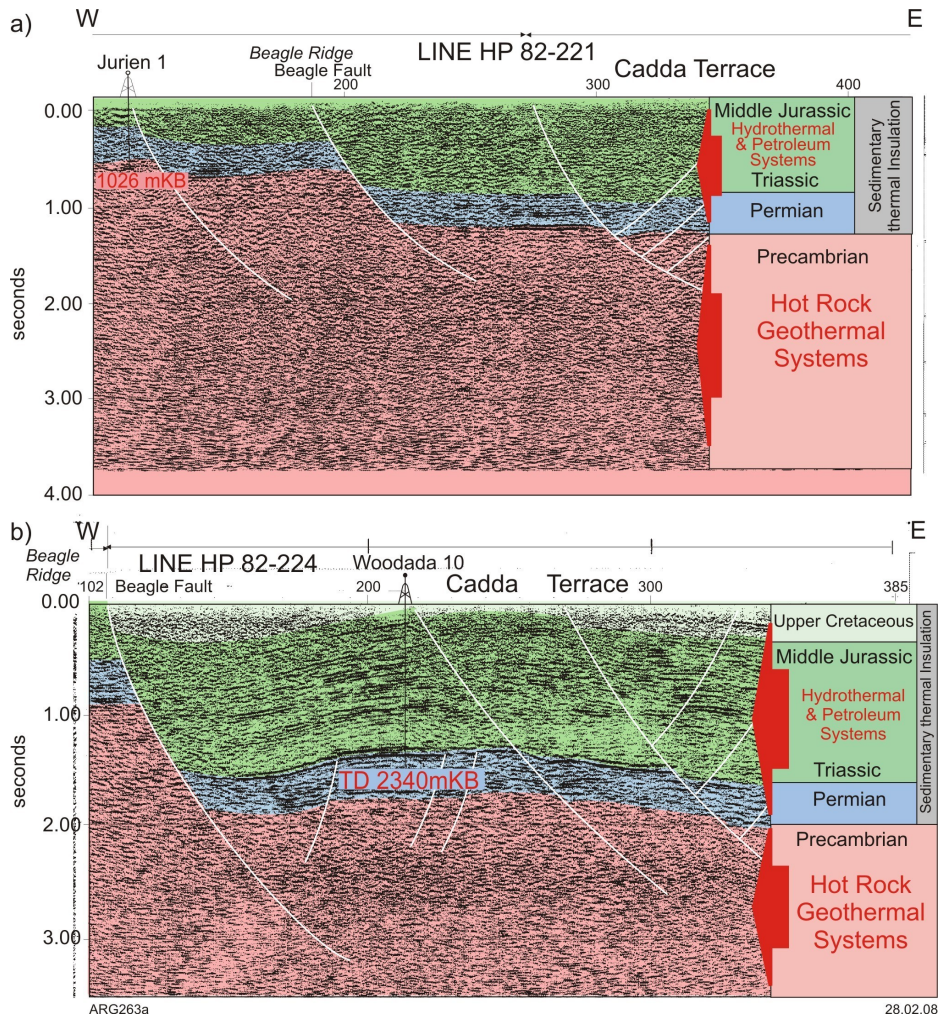 a)
W
E
LINE HP 82-221
Beagle Ridge
Beagle Fault
Jurien 1
Cadda Terrace
200
300
400
0.00
1.00
2.00
3.00
4.00
seconds
1026 mKB
Middle Jurassic
Hydrothermal
& Petroleum
Systems
Triassic
Permian
Sedimentary
thermal Insulation
Precambrian
Hot Rock
Geothermal
Systems
b)
W
E
Beagle
Ridge
LINE HP 82-224
Woodada 10
102
Beagle Fault
200
Cadda Terrace
300
385
0.00
1.00
2.00
3.00
seconds
TD 2340mKB
Upper Cretaceous
Middle Jurassic
Hydrothermal
& Petroleum
Systems
Triassic
Permian
Sedimentary thermal Insulation
Precambrian
Hot Rock
Geothermal
Systems
ARG263a
28.02.08